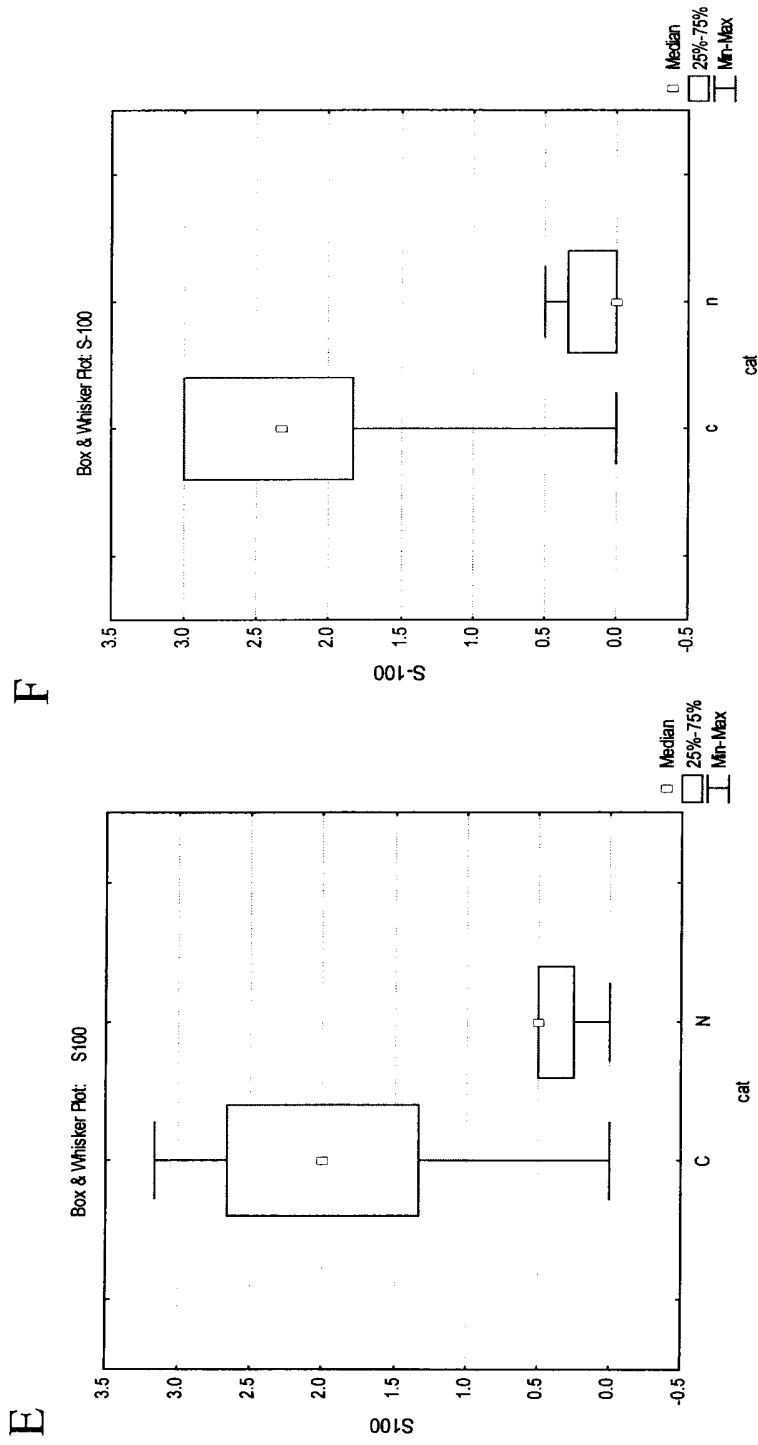 E
Box & Whisker Plot: S100
S100
3.5
3.0
2.5
2.0
1.5
1.0
0.5
0.0
-0.5
C
N
cat
Median
25%-75%
Min-Max
F
Box & Whisker Plot: S-100
S-100
3.5
3.0
2.5
2.0
1.5
1.0
0.5
0.0
-0.5
c
n
cat
Median
25%-75%
Min-Max